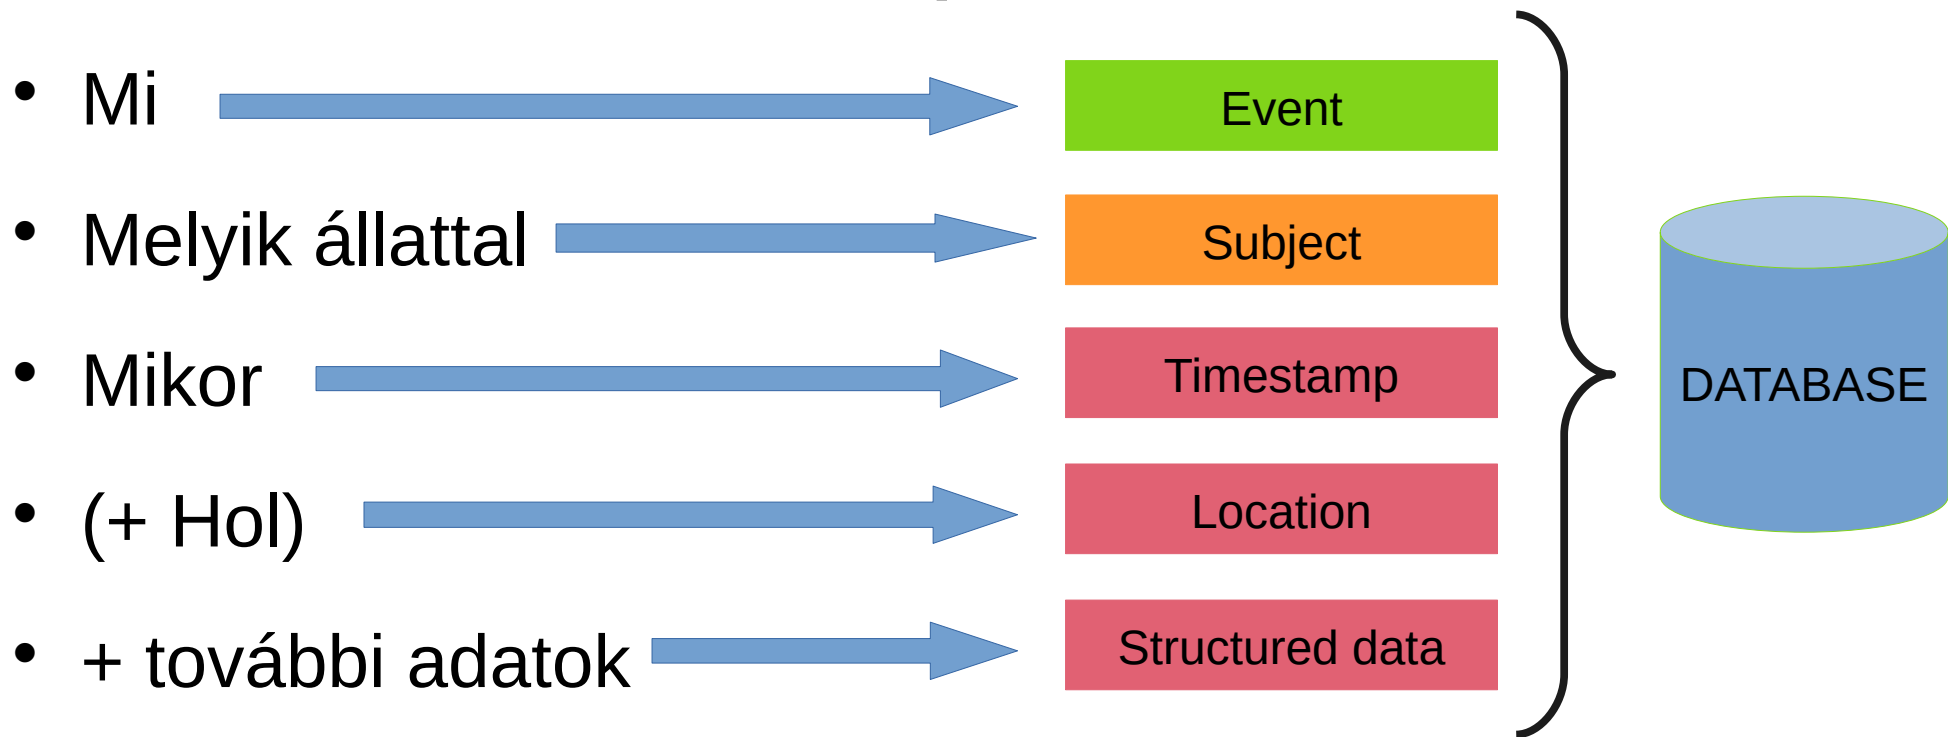 • Mi
Event
• Melyik állattal
Subject
• Mikor
Timestamp
DATABASE
• (+ Hol)
Location
• + további adatok
Structured data